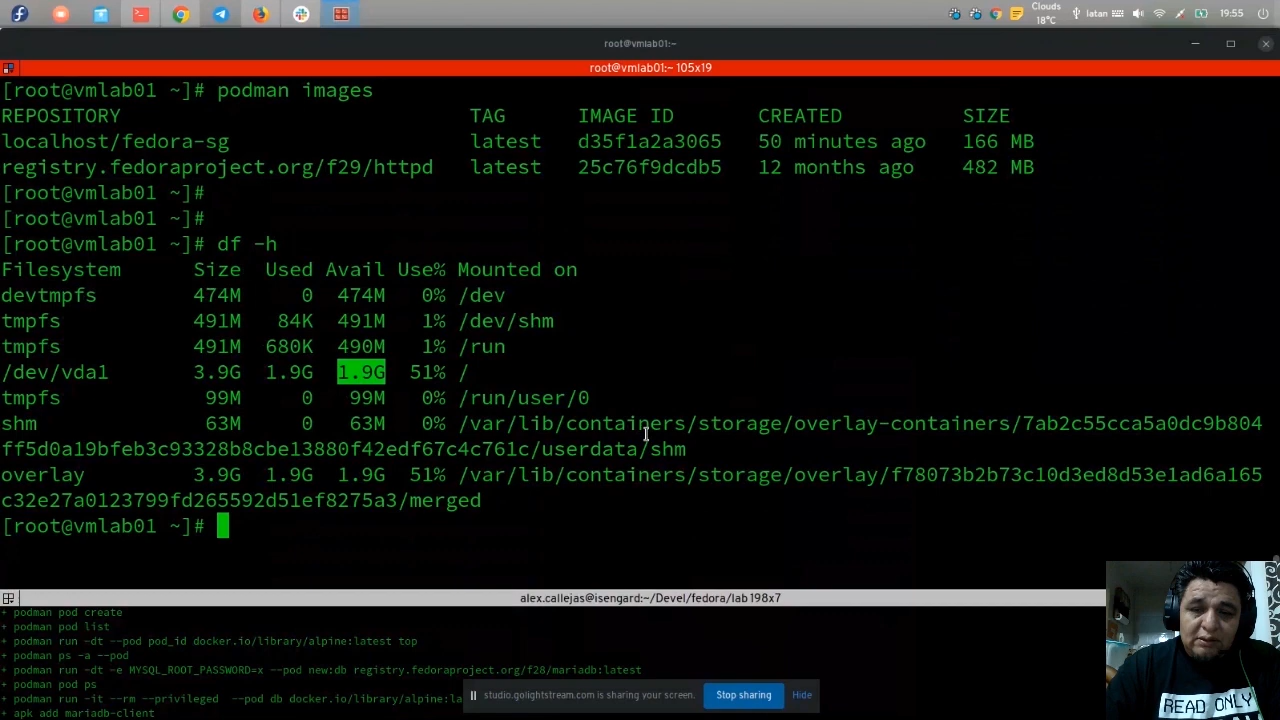 Clouds
18°C
latan
19:55
root@vmlab01:~
root@vmlab01:~ 105x19
[root@vmlab01 ~]# podman images
REPOSITORY TAG IMAGE ID CREATED SIZE
localhost/fedora-sg latest d35f1a2a3065 50 minutes ago 166 MB
registry.fedoraproject.org/f29/httpd latest 25c76f9dcdb5 12 months ago 482 MB
[root@vmlab01 ~]#
[root@vmlab01 ~]#
[root@vmlab01 ~]# df -h
Filesystem Size Used Avail Use% Mounted on
devtmpfs 474M 0 474M 0% /dev
tmpfs 491M 84K 491M 1% /dev/shm
tmpfs 491M 680K 490M 1% /run
/dev/vda1 3.9G 1.9G 1.9G 51% /
tmpfs 99M 0 99M 0% /run/user/0
shm 63M 0 63M 0% /var/lib/containers/storage/overlay-containers/7ab2c55cca5a0dc9b804
ff5d0a19bfeb3c93328b8cbe13880f42edf67c4c761c/userdata/shm
overlay 3.9G 1.9G 1.9G 51% /var/lib/containers/storage/overlay/f78073b2b73c10d3ed8d53e1ad6a165
c32e27a0123799fd265592d51ef8275a3/merged
[root@vmlab01 ~]#
alex.callejas@isengard:~/Devel/fedora/lab 198x7
+ podman pod create
+ podman pod list
+ podman run -dt --pod pod_id docker.io/library/alpine:latest top
+ podman ps -a --pod
+ podman run -dt -e MYSQL_ROOT_PASSWORD=x --pod new:db registry.fedoraproject.org/f28/mariadb:latest
+ podman pod ps
+ podman run -it --rm --privileged --pod db docker.io/library/alpine:la
+ apk add mariadb-client
studio.golightstream.com is sharing your screen.
Stop sharing
Hide
READ ONLY